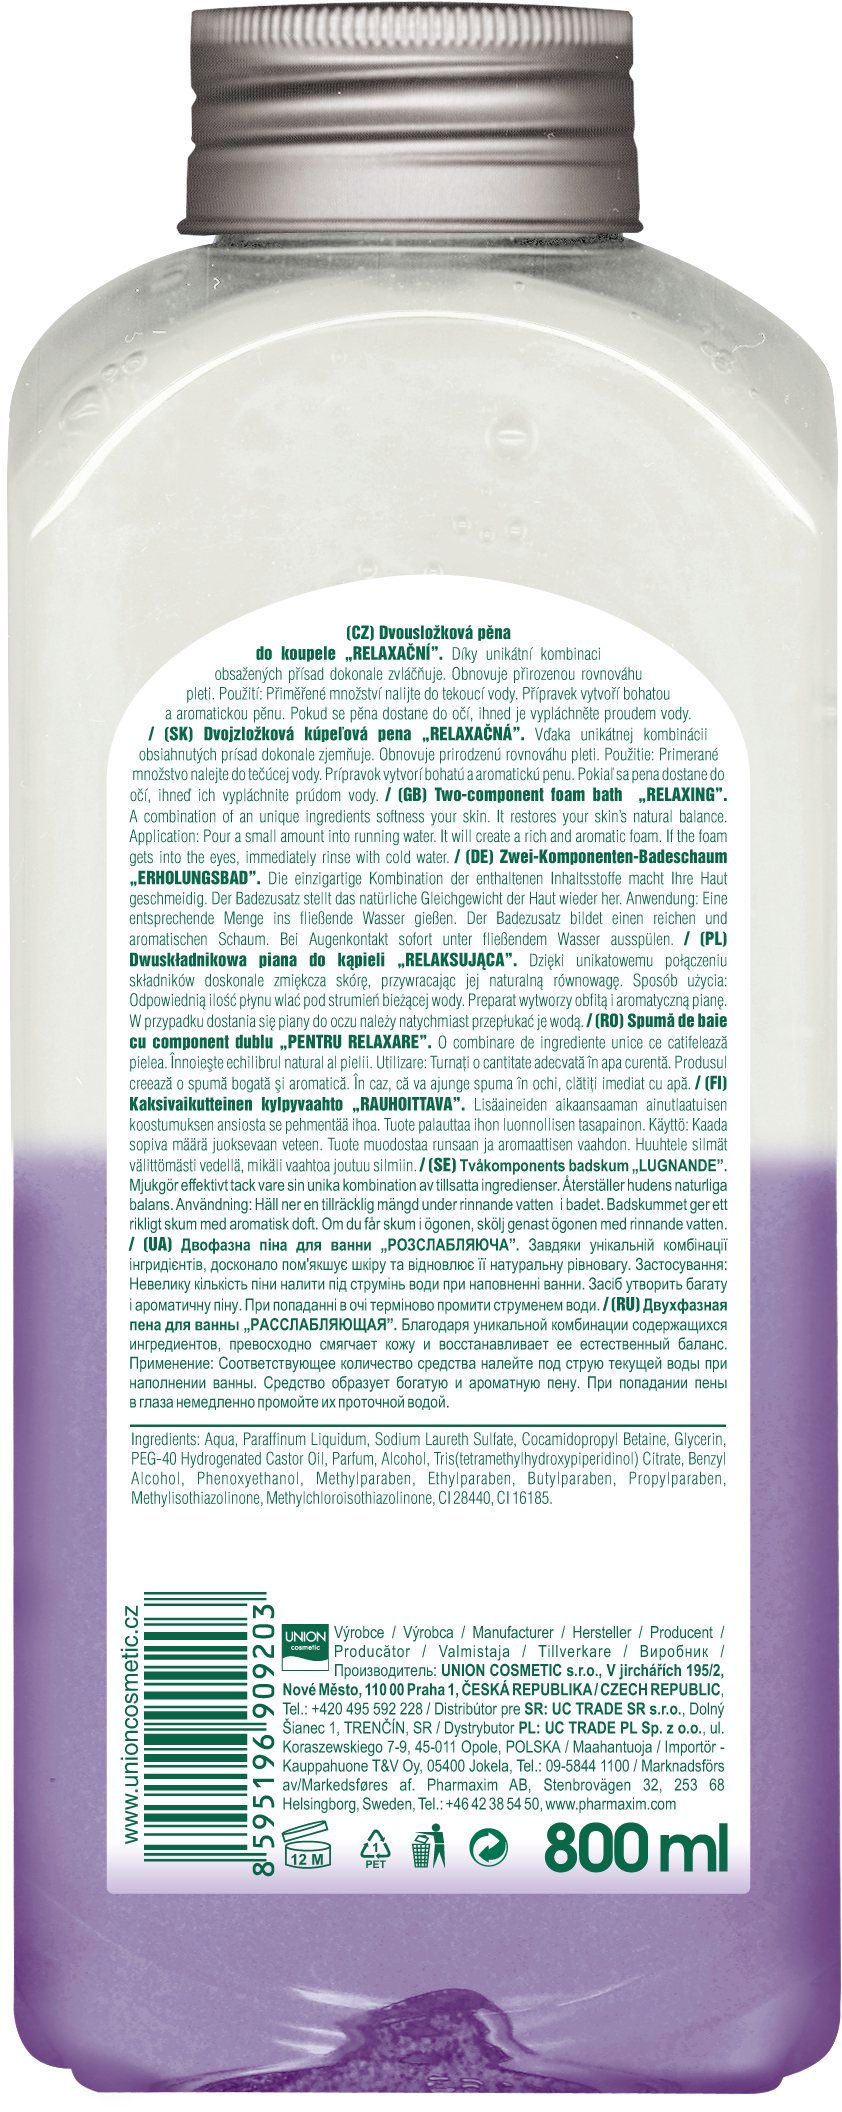 (CZ) Dvousložková pěna
do koupele „RELAXAČNÍ”. Díky unikátní kombinaci
obsažených přísad dokonale zvláčňuje. Obnovuje přirozenou rovnováhu
pleti. Použití: Přiměřené množství nalijte do tekoucí vody. Přípravek vytvoří bohatou
a aromatickou pěnu. Pokud se pěna dostane do očí, ihned je vypláchněte proudem vody.
/ (SK) Dvojzložková kúpeľová pena „RELAXAČNÁ”. Vďaka unikátnej kombinácii
obsiahnutých prísad dokonale zjemňuje. Obnovuje prirodzenú rovnováhu pleti. Použitie: Primerané
množstvo nalejte do tečúcej vody. Prípravok vytvorí bohatú a aromatickú penu. Pokiaľ sa pena dostane do
očí, ihneď ich vypláchnite prúdom vody. / (GB) Two-component foam bath „RELAXING”.
A combination of an unique ingredients softness your skin. It restores your skin's natural balance.
Application: Pour a small amount into running water. It will create a rich and aromatic foam. If the foam
gets into the eyes, immediately rinse with cold water. / (DE) Zwei-Komponenten-Badeschaum
„ERHOLUNGSBAD”. Die einzigartige Kombination der enthaltenen Inhaltsstoffe macht Ihre Haut
geschmeidig. Der Badezusatz stellt das natürliche Gleichgewicht der Haut wieder her. Anwendung: Eine
entsprechende Menge ins fließende Wasser gießen. Der Badezusatz bildet einen reichen und
aromatischen Schaum. Bei Augenkontakt sofort unter fließendem Wasser ausspülen. / (PL)
Dwuskładnikowa piana do kąpieli „RELAKSUJĄCA”. Dzięki unikatowemu połączeniu
składników doskonale zmiękcza skórę, przywracając jej naturalną równowagę. Sposób użycia:
Odpowiednią ilość płynu wlać pod strumień bieżącej wody. Preparat wytworzy obfitą i aromatyczną pianę.
W przypadku dostania się piany do oczu należy natychmiast przepłukać je wodą. / (RO) Spumă de baie
cu component dublu „PENTRU RELAXARE”. O combinare de ingrediente unice ce catifelează
pielea. Înnoieşte echilibrul natural al pielii. Utilizare: Turnați o cantitate adecvată în apa curentă. Produsul
creează o spumă bogată şi aromatică. În caz, că va ajunge spuma în ochi, clătiți imediat cu apă. / (FI)
Kaksivaikutteinen kylpyvaahto „RAUHOITTAVA”. Lisäaineiden aikaansaaman ainutlaatuisen
koostumuksen ansiosta se pehmentää ihoa. Tuote palauttaa ihon luonnollisen tasapainon. Käyttö: Kaada
sopiva määrä juoksevaan veteen. Tuote muodostaa runsaan ja aromaattisen vaahdon. Huuhtele silmät
välittömästi vedellä, mikäli vaahtoa joutuu silmiin. / (SE) Tvåkomponents badskum „LUGNANDE”.
Mjukgör effektivt tack vare sin unika kombination av tillsatta ingredienser. Återställer hudens naturliga
balans. Användning: Häll ner en tillräcklig mängd under rinnande vatten i badet. Badskummet ger ett
rikligt skum med aromatisk doft. Om du får skum i ögonen, skölj genast ögonen med rinnande vatten.
/ (UA) Двофазна піна для ванни „РОЗСЛАБЛЯЮЧА”. Завдяки унікальній комбінації
інгридієнтів, досконало пом'якшує шкіру та відновлює її натуральну рівновагу. Застосування:
Невелику кількість піни налити під струмінь води при наповненні ванни. Засіб утворить багату
і ароматичну піну. При попаданні в очі терміново промити струменем води. / (RU) Двухфазная
пена для ванны „РАССЛАБЛЯЮЩАЯ”. Благодаря уникальной комбинации содержащихся
ингредиентов, превосходно смягчает кожу и восстанавливает ее естественный баланс.
Применение: Соответствующее количество средства налейте под струю текущей воды при
наполнении ванны. Средство образует богатую и ароматную пену. При попадании пены
в глаза немедленно промойте их проточной водой.
Ingredients: Aqua, Paraffinum Liquidum, Sodium Laureth Sulfate, Cocamidopropyl Betaine, Glycerin,
PEG-40 Hydrogenated Castor Oil, Parfum, Alcohol, Tris(tetramethylhydroxypiperidinol) Citrate, Benzyl
Alcohol, Phenoxyethanol, Methylparaben, Ethylparaben, Butylparaben, Propylparaben,
Methylisothiazolinone, Methylchloroisothiazolinone, CI 28440, CI 16185.
www.unioncosmetic.cz
8 595196 909203
UNION
cosmetic
Výrobce / Výrobca / Manufacturer / Hersteller / Producent /
Producător / Valmistaja / Tillverkare / Виробник /
Производитель: UNION COSMETIC s.r.o., V jirchářích 195/2,
Nové Město, 110 00 Praha 1, ČESKÁ REPUBLIKA / CZECH REPUBLIC,
Tel.: +420 495 592 228 / Distribútor pre SR: UC TRADE SR s.r.o., Dolný
Šianec 1, TRENČÍN, SR / Dystrybutor PL: UC TRADE PL Sp. z o.o., ul.
Koraszewskiego 7-9, 45-011 Opole, POLSKA / Maahantuoja / Importör -
Kauppahuone T&V Oy, 05400 Jokela, Tel.: 09-5844 1100 / Marknadsförs
av/Markedsføres af. Pharmaxim AB, Stenbrovägen 32, 253 68
Helsingborg, Sweden, Tel.: +46 42 38 54 50, www.pharmaxim.com
12 M
1
PET
800 ml